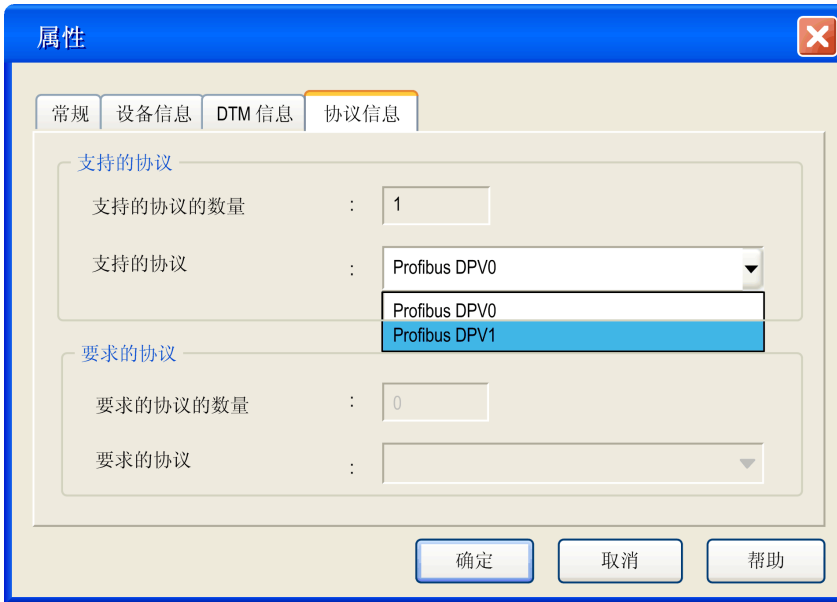 属性
常规 设备信息 DTM 信息 协议信息
支持的协议
支持的协议的数量 : 1
支持的协议 : Profibus DPV0
Profibus DPV0
Profibus DPV1
要求的协议
要求的协议的数量 : 0
要求的协议 :
确定 取消 帮助